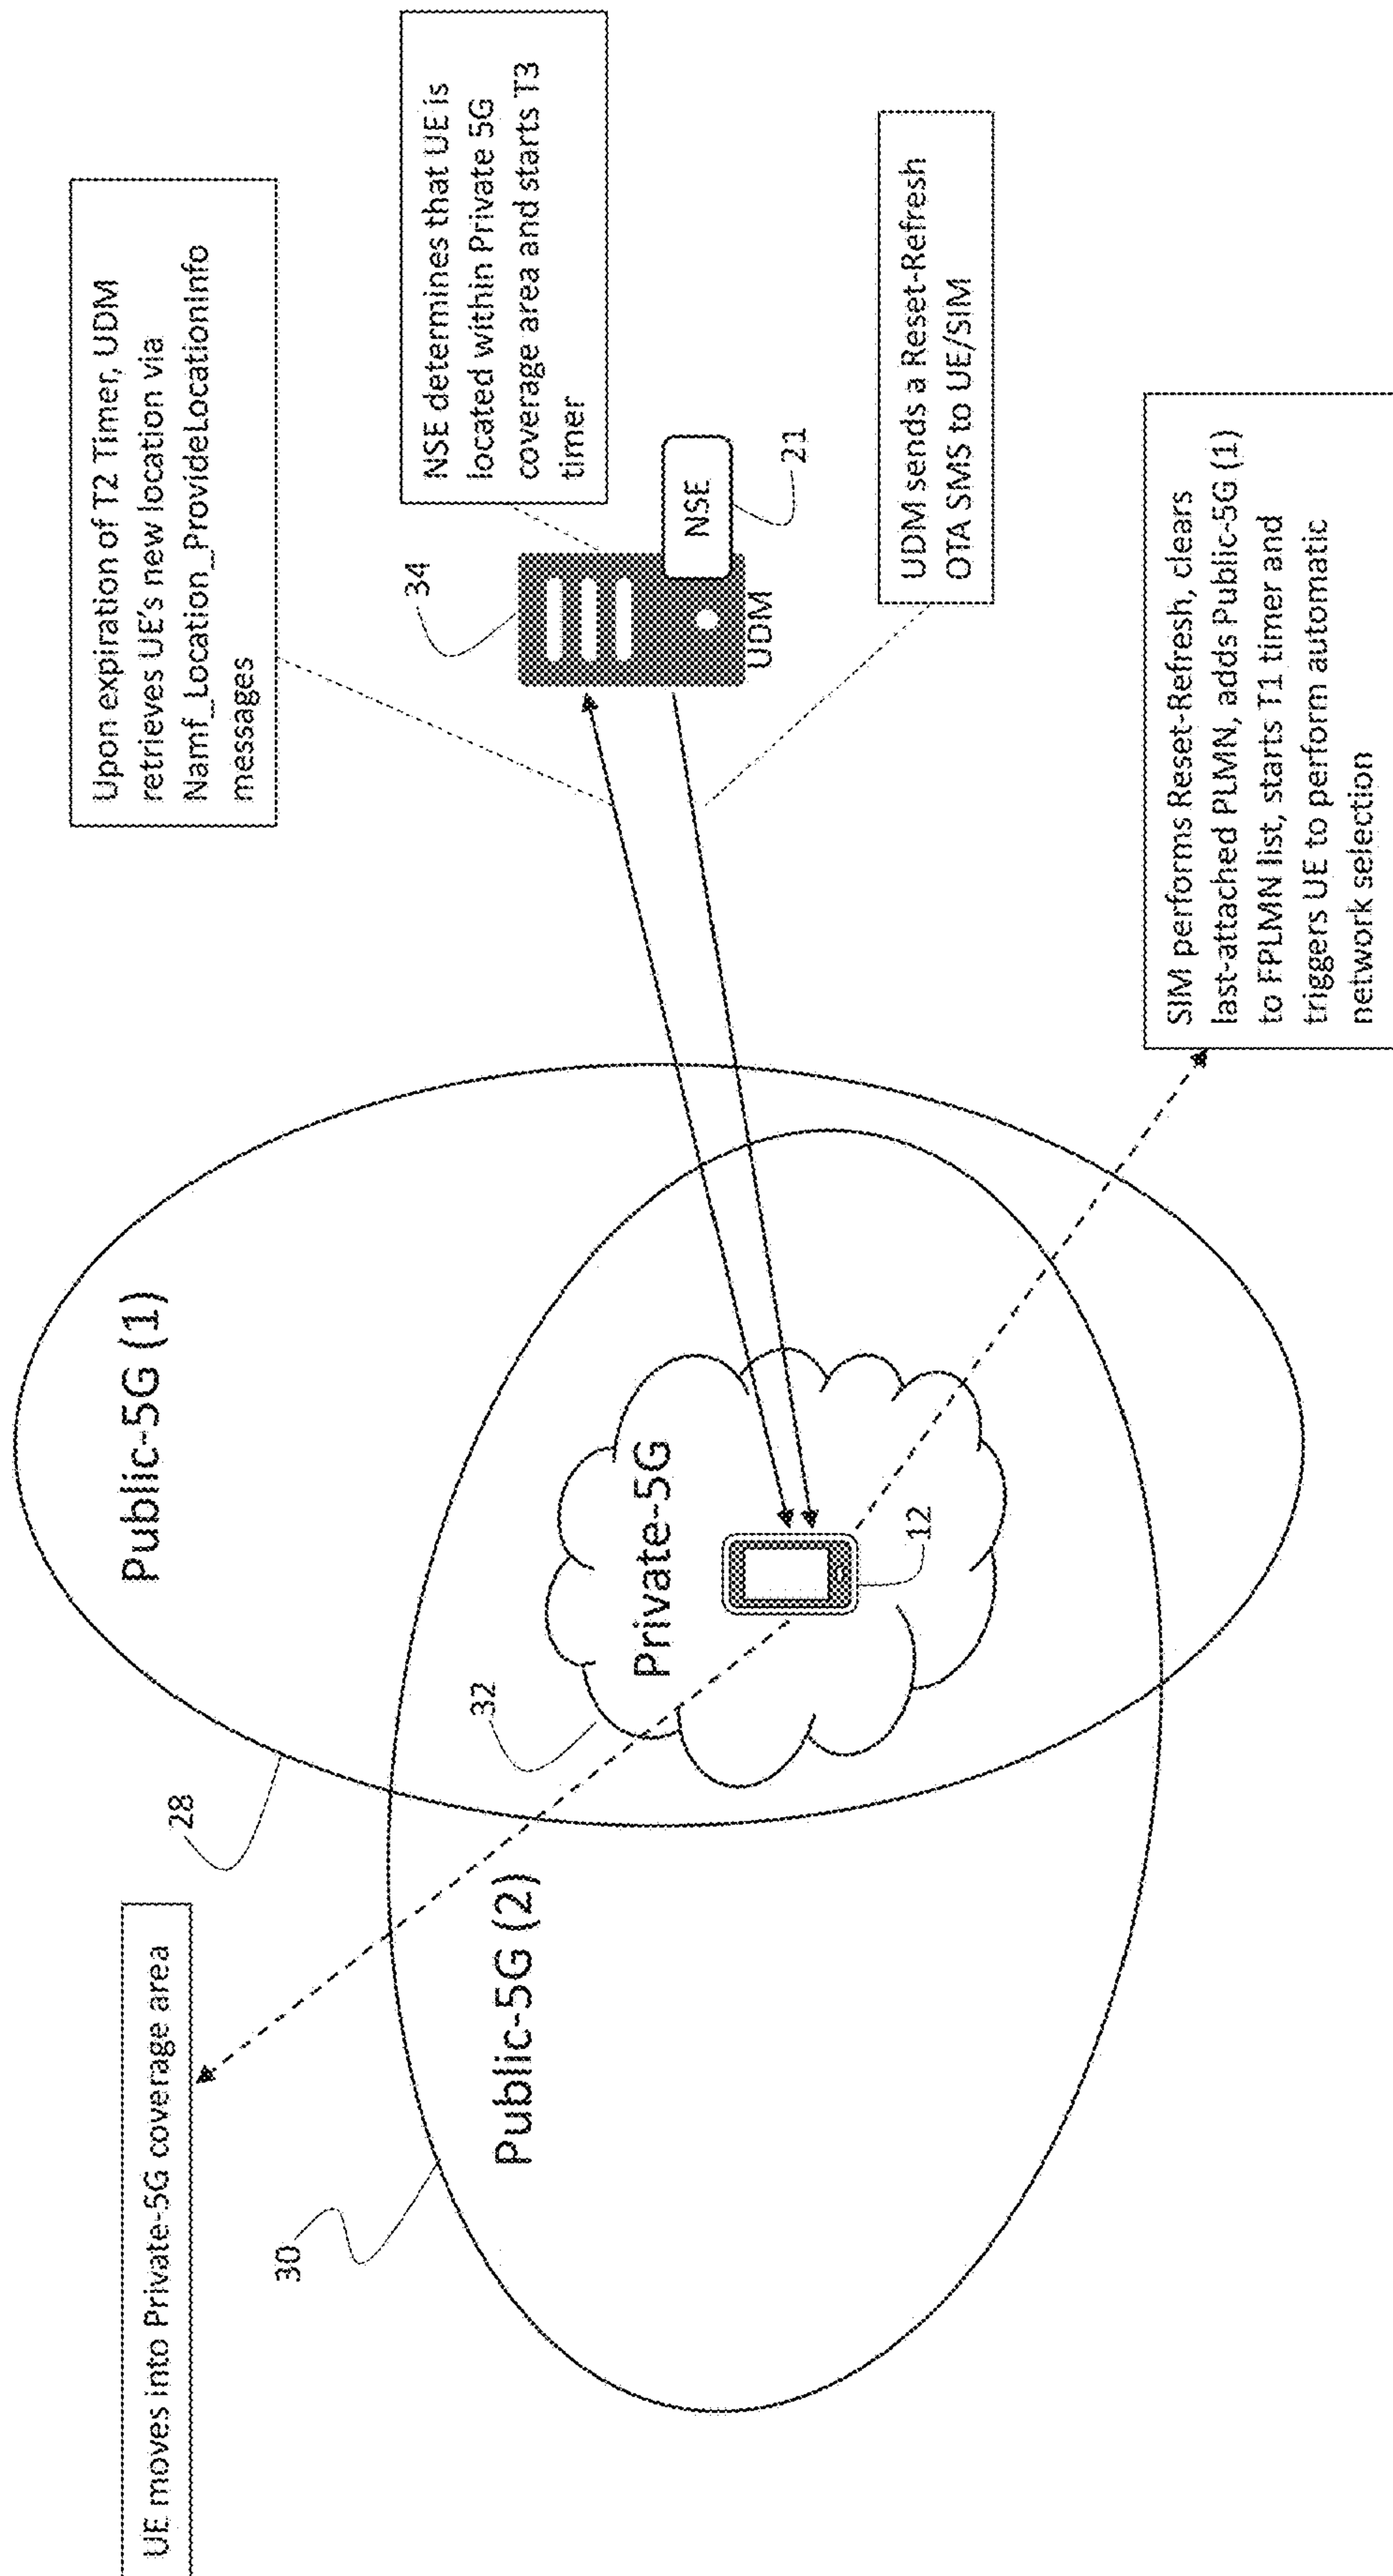 UE moves into Private-5G coverage area
28
30
Public-5G (1)
Public-5G (2)
32
Private-5G
12
Upon expiration of T2 Timer, UDM
retrieves UE's new location via
Namf_Location_ProvideLocationInfo
messages
34
NSE determines that UE is
located within Private 5G
coverage area and starts T3
timer
NSE
21
UDM
UDM sends a Reset-Refresh
OTA SMS to UE/SIM
SIM performs Reset-Refresh, clears
last-attached PLMN, adds Public-5G (1)
to FPLMN list, starts T1 timer and
triggers UE to perform automatic
network selection